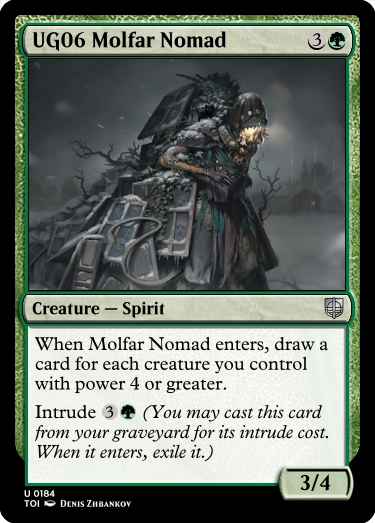 UG06 Molfar Nomad 3
Creature — Spirit
When Molfar Nomad enters, draw a
card for each creature you control
with power 4 or greater.
Intrude 3 (You may cast this card
from your graveyard for its intrude cost.
When it enters, exile it.)
3/4
U 0184
TOI Denis Zhbankov